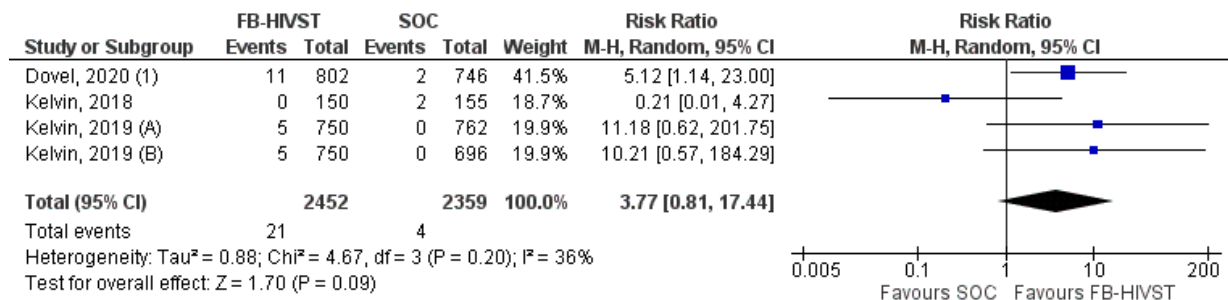 FB-HIVST SOC Risk Ratio Risk Ratio
Study or Subgroup Events Total Events Total Weight M-H, Random, 95% CI M-H, Random, 95% CI
Dovel, 2020 (1) 11 802 2 746 41.5% 5.12 [1.14, 23.00]
Kelvin, 2018 0 150 2 155 18.7% 0.21 [0.01, 4.27]
Kelvin, 2019 (A) 5 750 0 762 19.9% 11.18 [0.62, 201.75]
Kelvin, 2019 (B) 5 750 0 696 19.9% 10.21 [0.57, 184.29]
Total (95% CI) 2452 2359 100.0% 3.77 [0.81, 17.44]
Total events 21 4
Heterogeneity: Tau² = 0.88; Chi² = 4.67, df = 3 (P = 0.20); I² = 36%
Test for overall effect: Z = 1.70 (P = 0.09)
0.005 0.1 1 10 200
Favours SOC Favours FB-HIVST